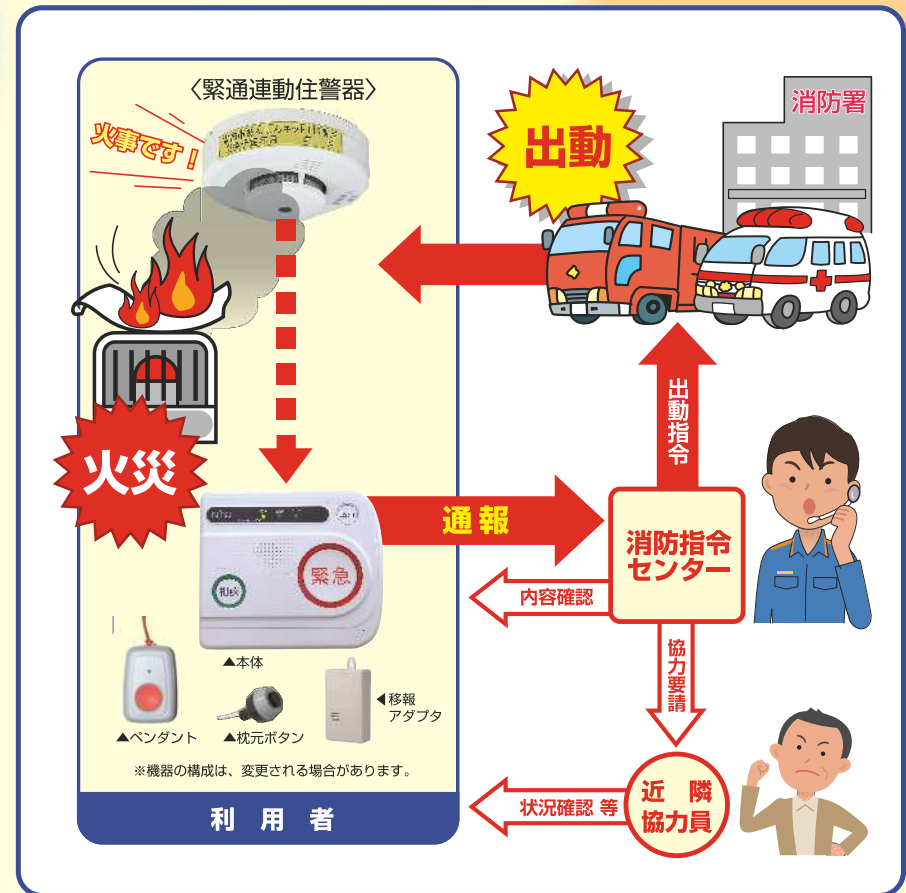 〈緊通連動住警器〉
火事です！
出動
消防署
火災
出動指令
通報
緊急
相談
消防指令
センター
内容確認
▲本体
◀移報
アダプタ
▲ペンダント
▲枕元ボタン
協力要請
※機器の構成は、変更される場合があります。
状況確認 等
近 隣
協力員
利 用 者